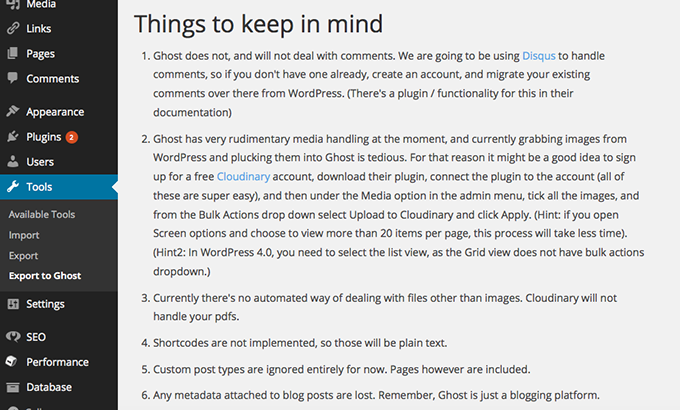 Media
Links
Pages
Comments
Appearance
Plugins 2
Users
Tools
Available Tools
Import
Export
Export to Ghost
Settings
SEO
Performance
Database
Things to keep in mind
1. Ghost does not, and will not deal with comments. We are going to be using Disqus to handle
comments, so if you don't have one already, create an account, and migrate your existing
comments over there from WordPress. (There's a plugin / functionality for this in their
documentation)
2. Ghost has very rudimentary media handling at the moment, and currently grabbing images from
WordPress and plucking them into Ghost is tedious. For that reason it might be a good idea to sign
up for a free Cloudinary account, download their plugin, connect the plugin to the account (all of
these are super easy), and then under the Media option in the admin menu, tick all the images, and
from the Bulk Actions drop down select Upload to Cloudinary and click Apply. (Hint: if you open
Screen options and choose to view more than 20 items per page, this process will take less time).
(Hint2: In WordPress 4.0, you need to select the list view, as the Grid view does not have bulk actions
dropdown.)
3. Currently there's no automated way of dealing with files other than images. Cloudinary will not
handle your pdfs.
4. Shortcodes are not implemented, so those will be plain text.
5. Custom post types are ignored entirely for now. Pages however are included.
6. Any metadata attached to blog posts are lost. Remember, Ghost is just a blogging platform.